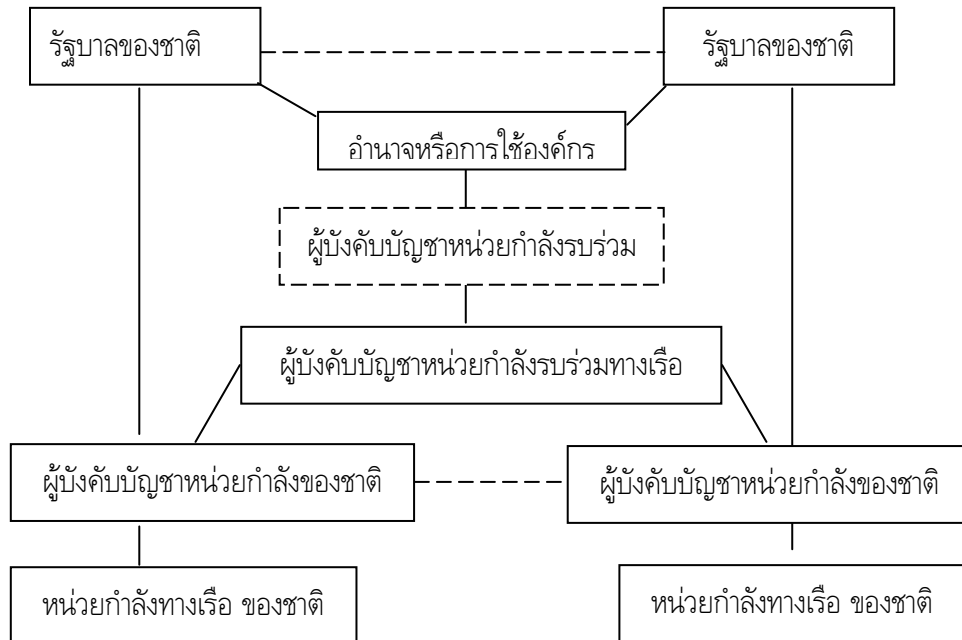 รัฐบาลของชาติ
รัฐบาลของชาติ
อำนาจหรือการใช้องค์กร
ผู้บังคับบัญชาหน่วยกำลังรบร่วม
ผู้บังคับบัญชาหน่วยกำลังรบร่วมทางเรือ
ผู้บังคับบัญชาหน่วยกำลังของชาติ
ผู้บังคับบัญชาหน่วยกำลังของชาติ
หน่วยกำลังทางเรือ ของชาติ
หน่วยกำลังทางเรือ ของชาติ